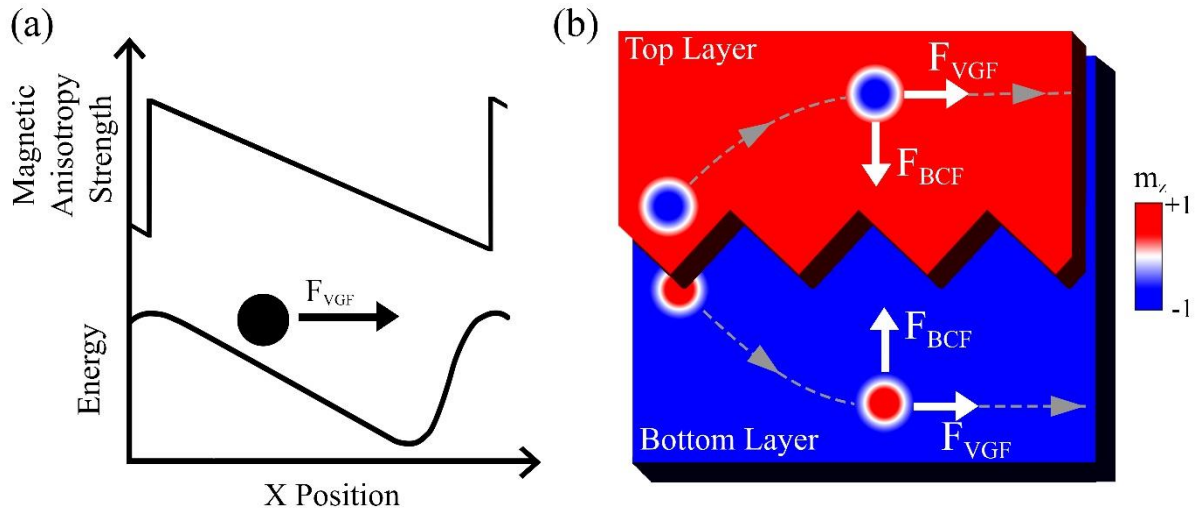 (a)
Magnetic
Anisotropy
Strength
Energy
F_VGF
X Position
(b)
Top Layer
F_VGF
F_BCF
F_BCF
F_VGF
Bottom Layer
m_z
+1
-1